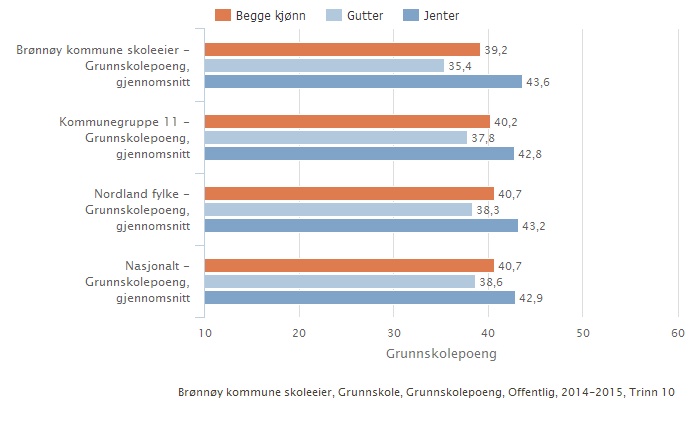 Begge kjønn Gutter Jenter
Brønnøy kommune skoleeier -
Grunnskolepoeng,
gjennomsnitt
39,2
35,4
43,6
Kommunegruppe 11 -
Grunnskolepoeng,
gjennomsnitt
40,2
37,8
42,8
Nordland fylke -
Grunnskolepoeng,
gjennomsnitt
40,7
38,3
43,2
Nasjonalt -
Grunnskolepoeng,
gjennomsnitt
40,7
38,6
42,9
10 20 30 40 50 60
Grunnskolepoeng
Brønnøy kommune skoleeier, Grunnskole, Grunnskolepoeng, Offentlig, 2014-2015, Trinn 10